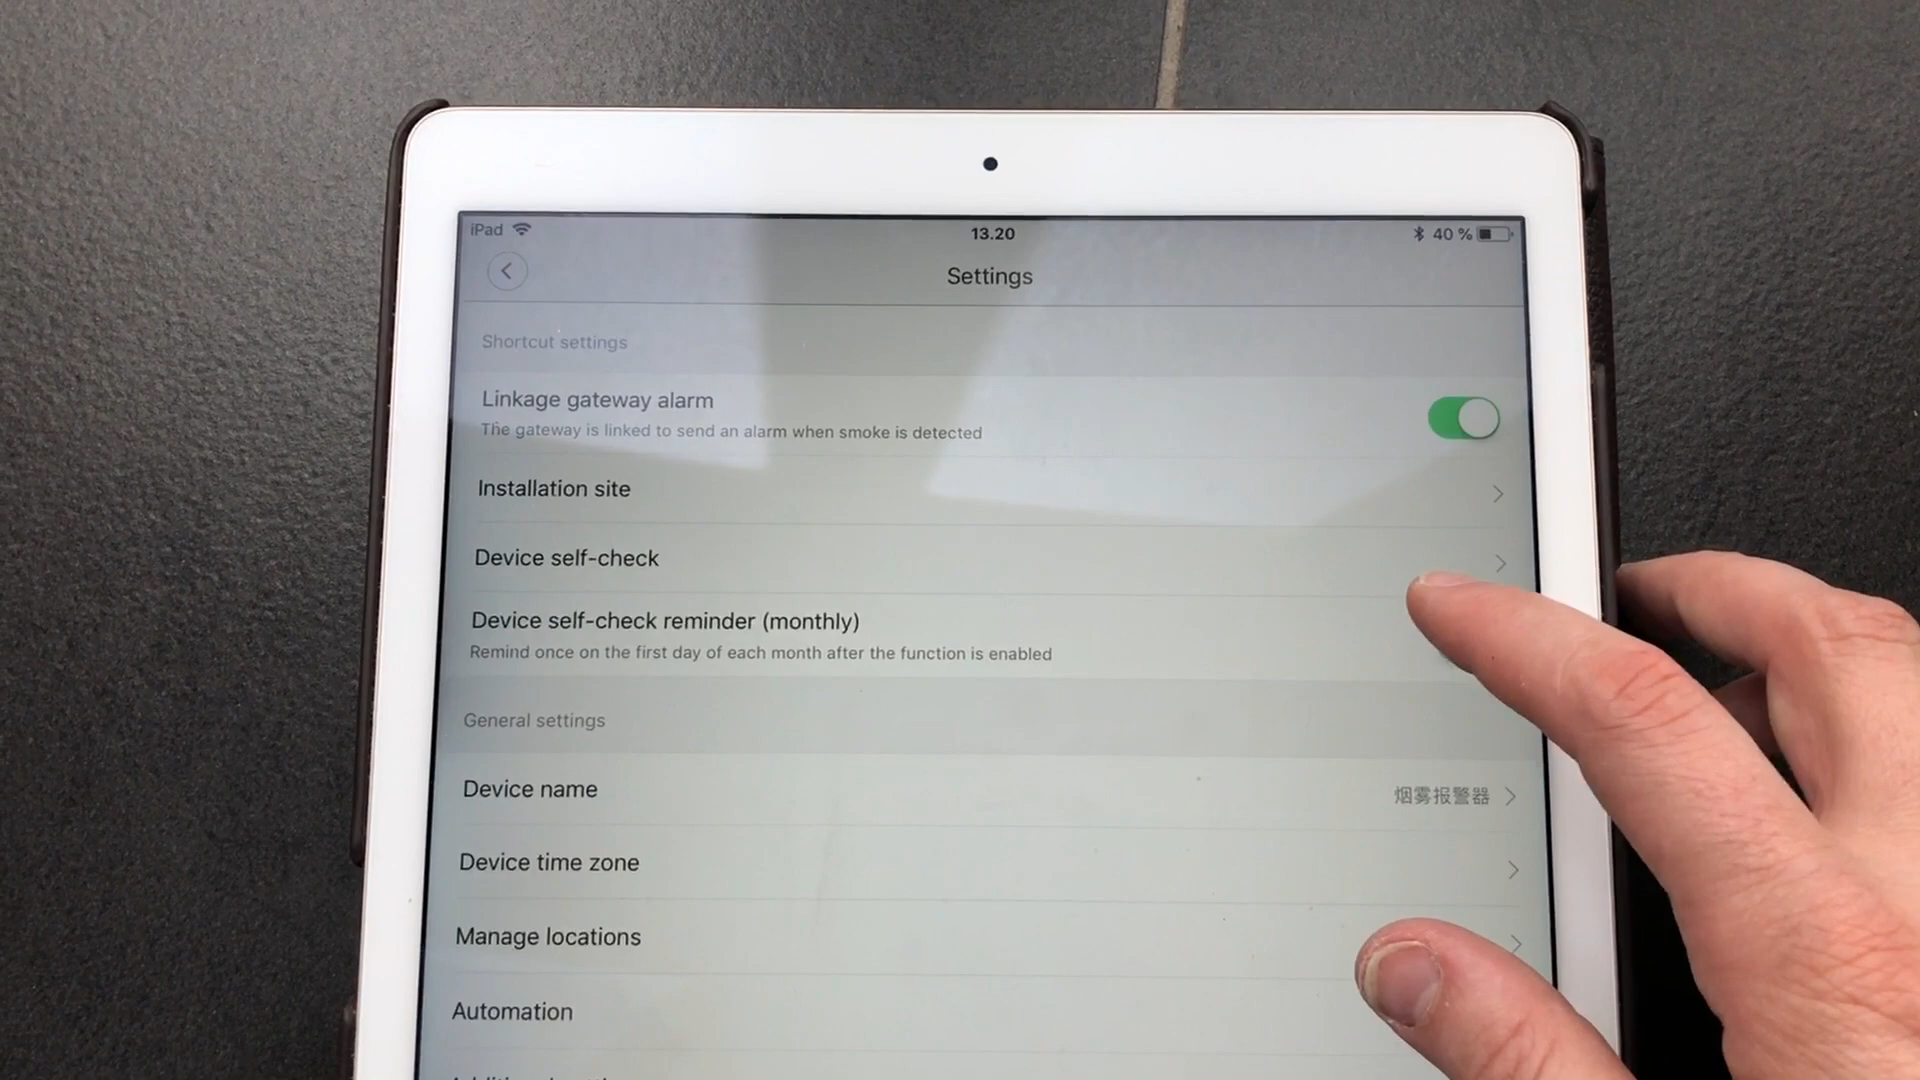 iPad
13.20
40 %
Settings
Shortcut settings
Linkage gateway alarm
The gateway is linked to send an alarm when smoke is detected
Installation site
Device self-check
Device self-check reminder (monthly)
Remind once on the first day of each month after the function is enabled
General settings
Device name
烟雾报警器
Device time zone
Manage locations
Automation